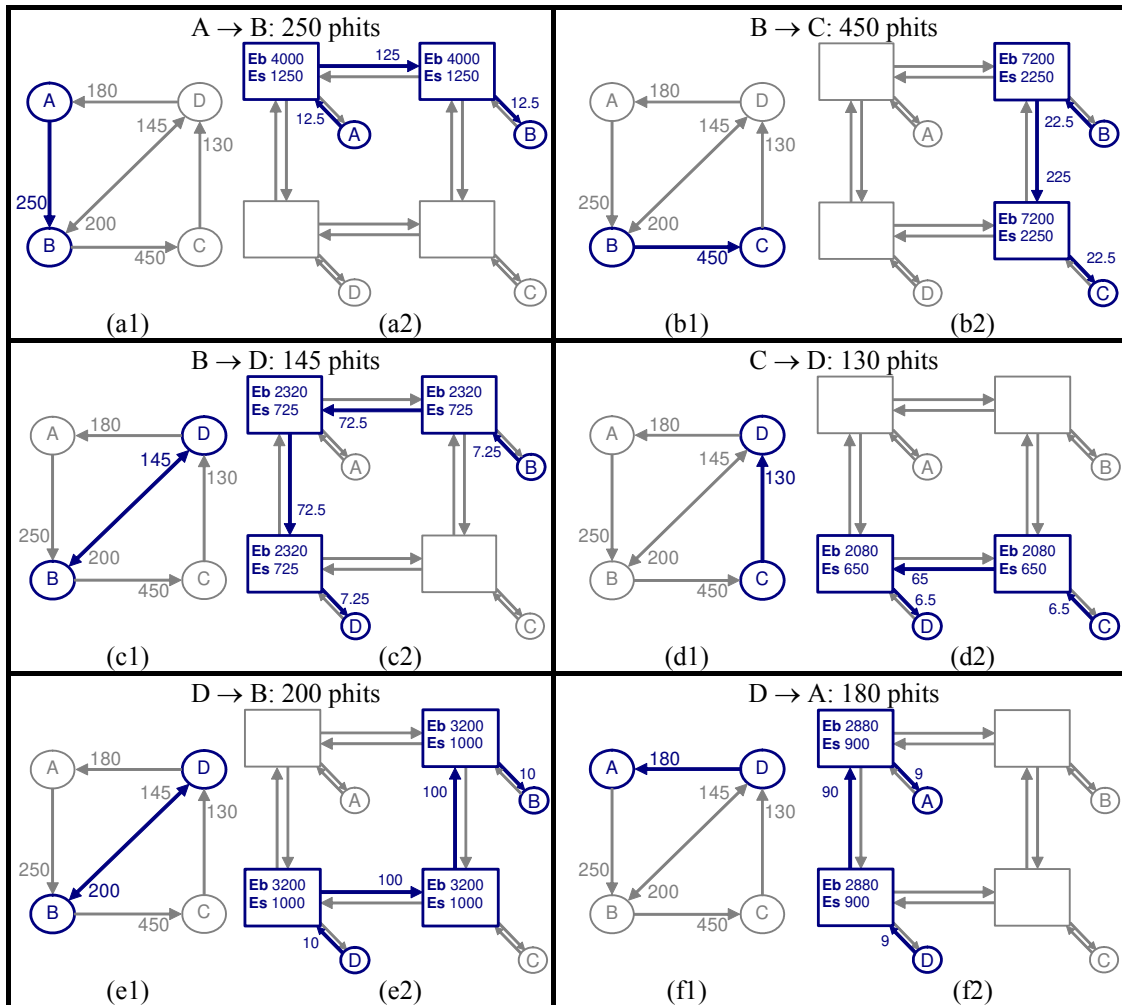 A → B: 250 phits
A
180
D
145
130
250
200
B
450
C
Eb 4000
Es 1250
125
Eb 4000
Es 1250
12.5
A
12.5
B
D
C
(a1)
(a2)
B → C: 450 phits
A
180
D
145
130
250
200
B
450
C
Eb 7200
Es 2250
A
22.5
B
225
Eb 7200
Es 2250
22.5
D
C
(b1)
(b2)
B → D: 145 phits
A
180
D
145
130
250
200
B
450
C
Eb 2320
Es 725
72.5
Eb 2320
Es 725
A
7.25
B
72.5
Eb 2320
Es 725
7.25
D
C
(c1)
(c2)
C → D: 130 phits
A
180
D
145
130
250
200
B
450
C
A
B
Eb 2080
Es 650
65
Eb 2080
Es 650
6.5
D
6.5
C
(d1)
(d2)
D → B: 200 phits
A
180
D
145
130
250
200
B
450
C
Eb 3200
Es 1000
A
10
B
100
Eb 3200
Es 1000
100
Eb 3200
Es 1000
10
D
C
(e1)
(e2)
D → A: 180 phits
A
180
D
145
130
250
200
B
450
C
Eb 2880
Es 900
9
A
B
90
Eb 2880
Es 900
9
D
C
(f1)
(f2)